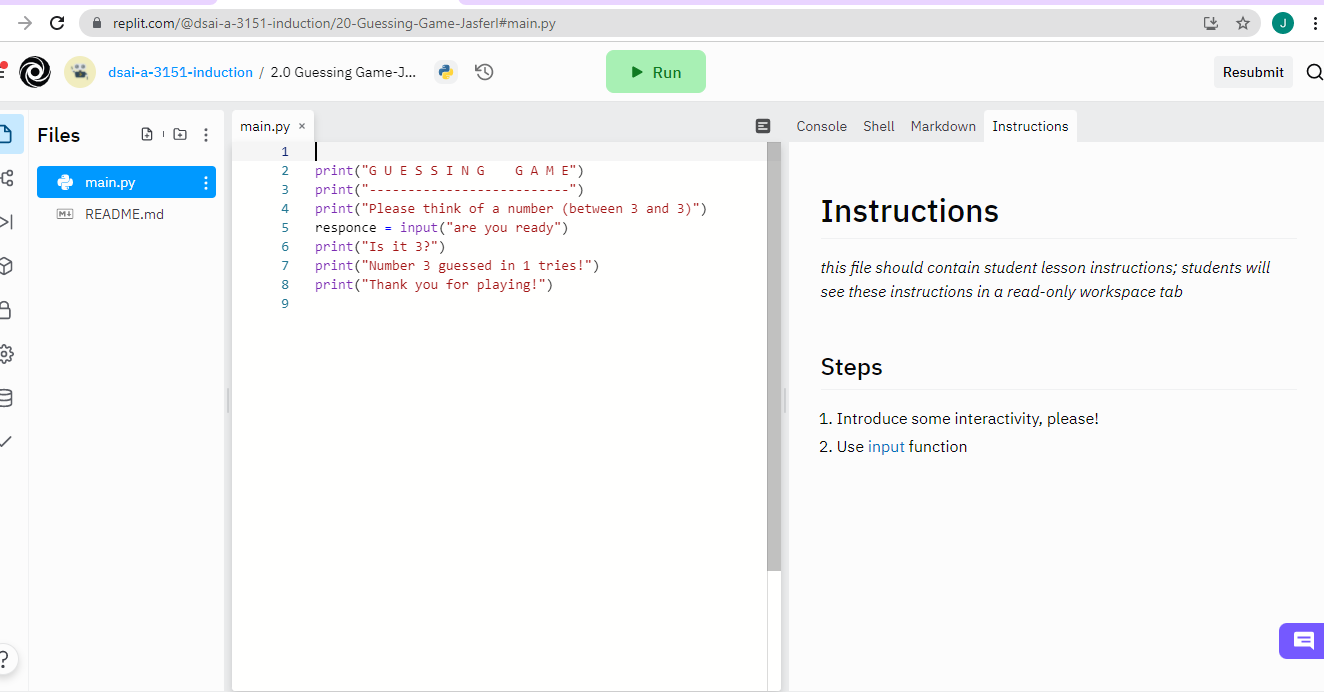 replit.com/@dsai-a-3151-induction/20-Guessing-Game-Jasferl#main.py
J
dsai-a-3151-induction / 2.0 Guessing Game-J...
Run
Resubmit
Files
main.py
README.md
main.py ×
1
2 print("G U E S S I N G    G A M E")
3 print("--------------------------")
4 print("Please think of a number (between 3 and 3)")
5 responce = input("are you ready")
6 print("Is it 3?")
7 print("Number 3 guessed in 1 tries!")
8 print("Thank you for playing!")
9
Console Shell Markdown Instructions
Instructions
this file should contain student lesson instructions; students will
see these instructions in a read-only workspace tab
Steps
1. Introduce some interactivity, please!
2. Use input function
?